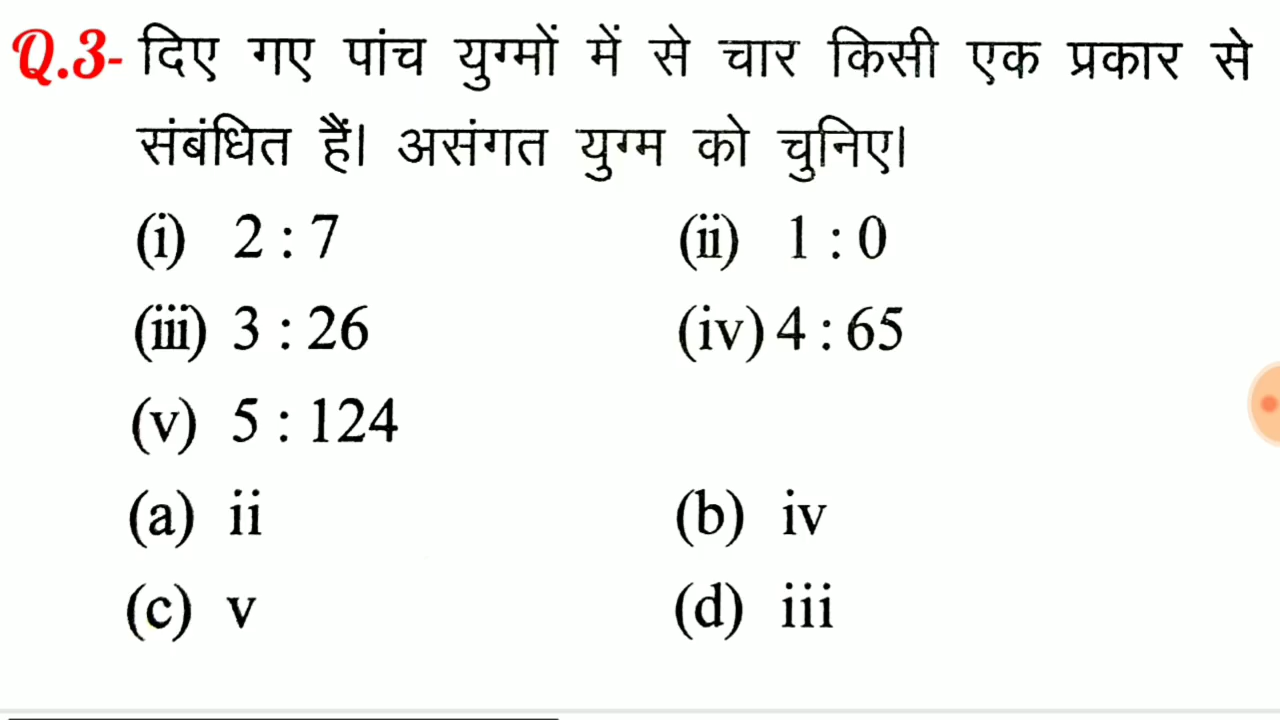 Q.3- दिए गए पांच युग्मों में से चार किसी एक प्रकार से
संबंधित हैं। असंगत युग्म को चुनिए।
(i) 2 : 7 (ii) 1 : 0
(iii) 3 : 26 (iv) 4 : 65
(v) 5 : 124
(a) ii (b) iv
(c) v (d) iii